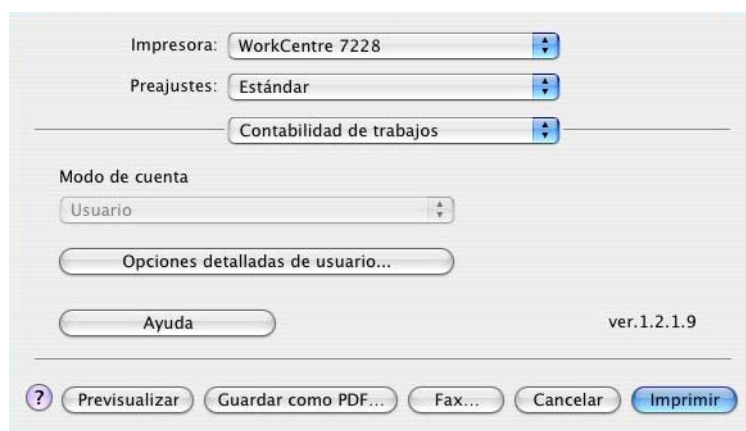 Impresora: WorkCentre 7228
Preajustes: Estándar
Contabilidad de trabajos
Modo de cuenta
Usuario
Opciones detalladas de usuario...
Ayuda ver.1.2.1.9
? Previsualizar Guardar como PDF... Fax... Cancelar Imprimir